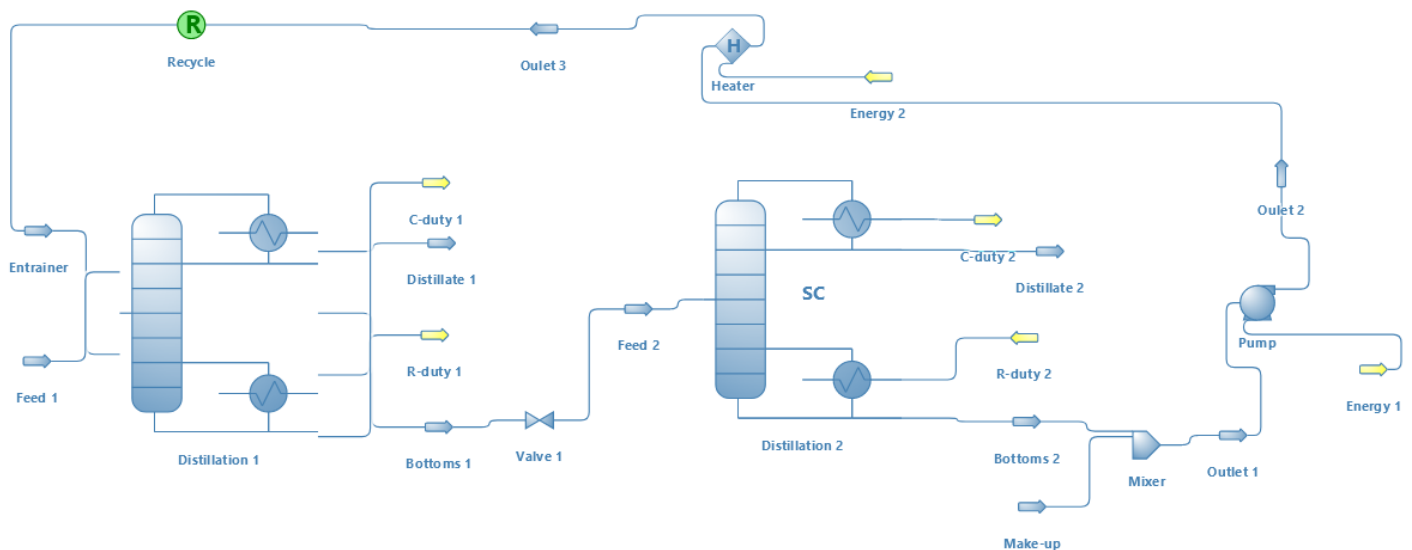 R
Recycle
Oulet 3
H
Heater
Energy 2
Entrainer
Feed 1
Distillation 1
C-duty 1
Distillate 1
R-duty 1
Bottoms 1
Valve 1
Feed 2
SC
Distillation 2
C-duty 2
Distillate 2
R-duty 2
Bottoms 2
Make-up
Mixer
Outlet 1
Pump
Energy 1
Oulet 2